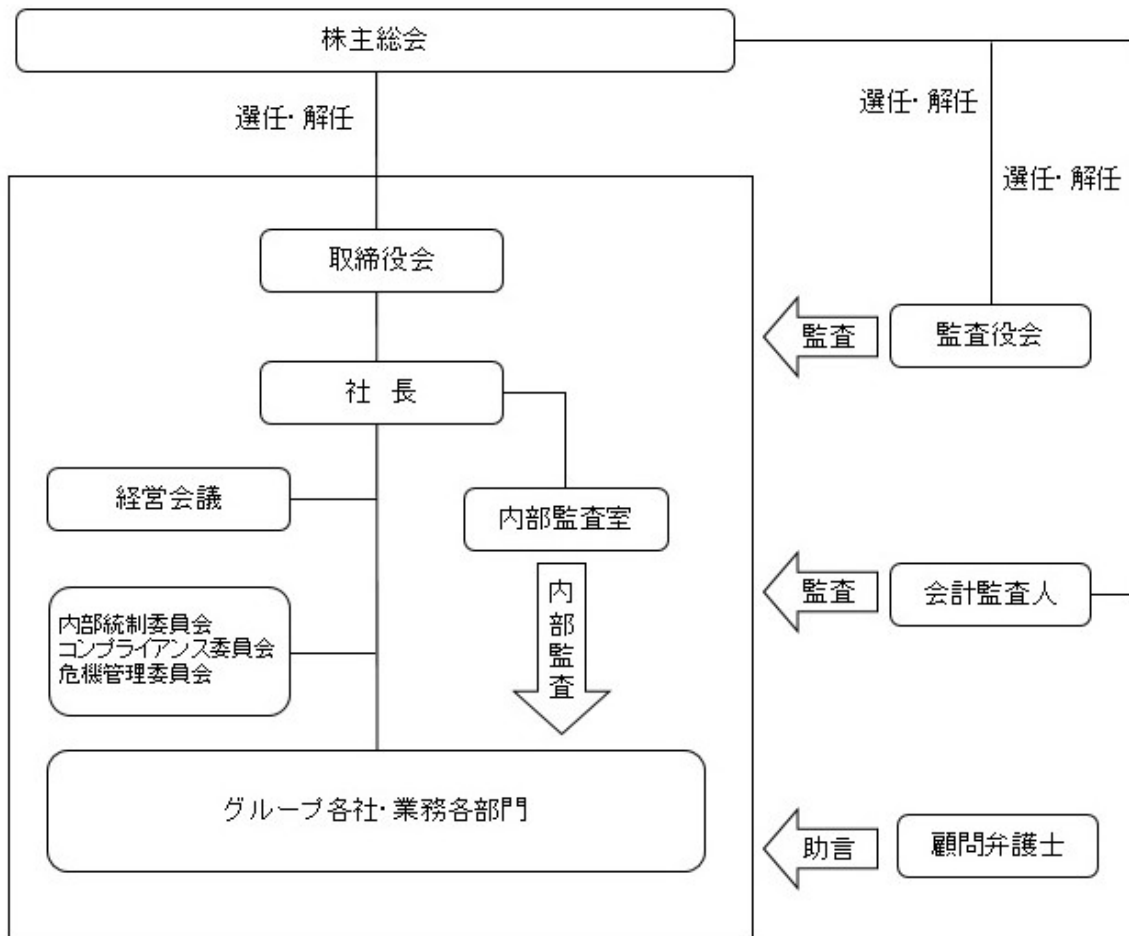 株主総会
選任・解任
選任・解任
選任・解任
取締役会
監査
監査役会
社 長
経営会議
内部監査室
内部監査
監査
会計監査人
内部統制委員会
コンプライアンス委員会
危機管理委員会
グループ各社・業務各部門
助言
顧問弁護士